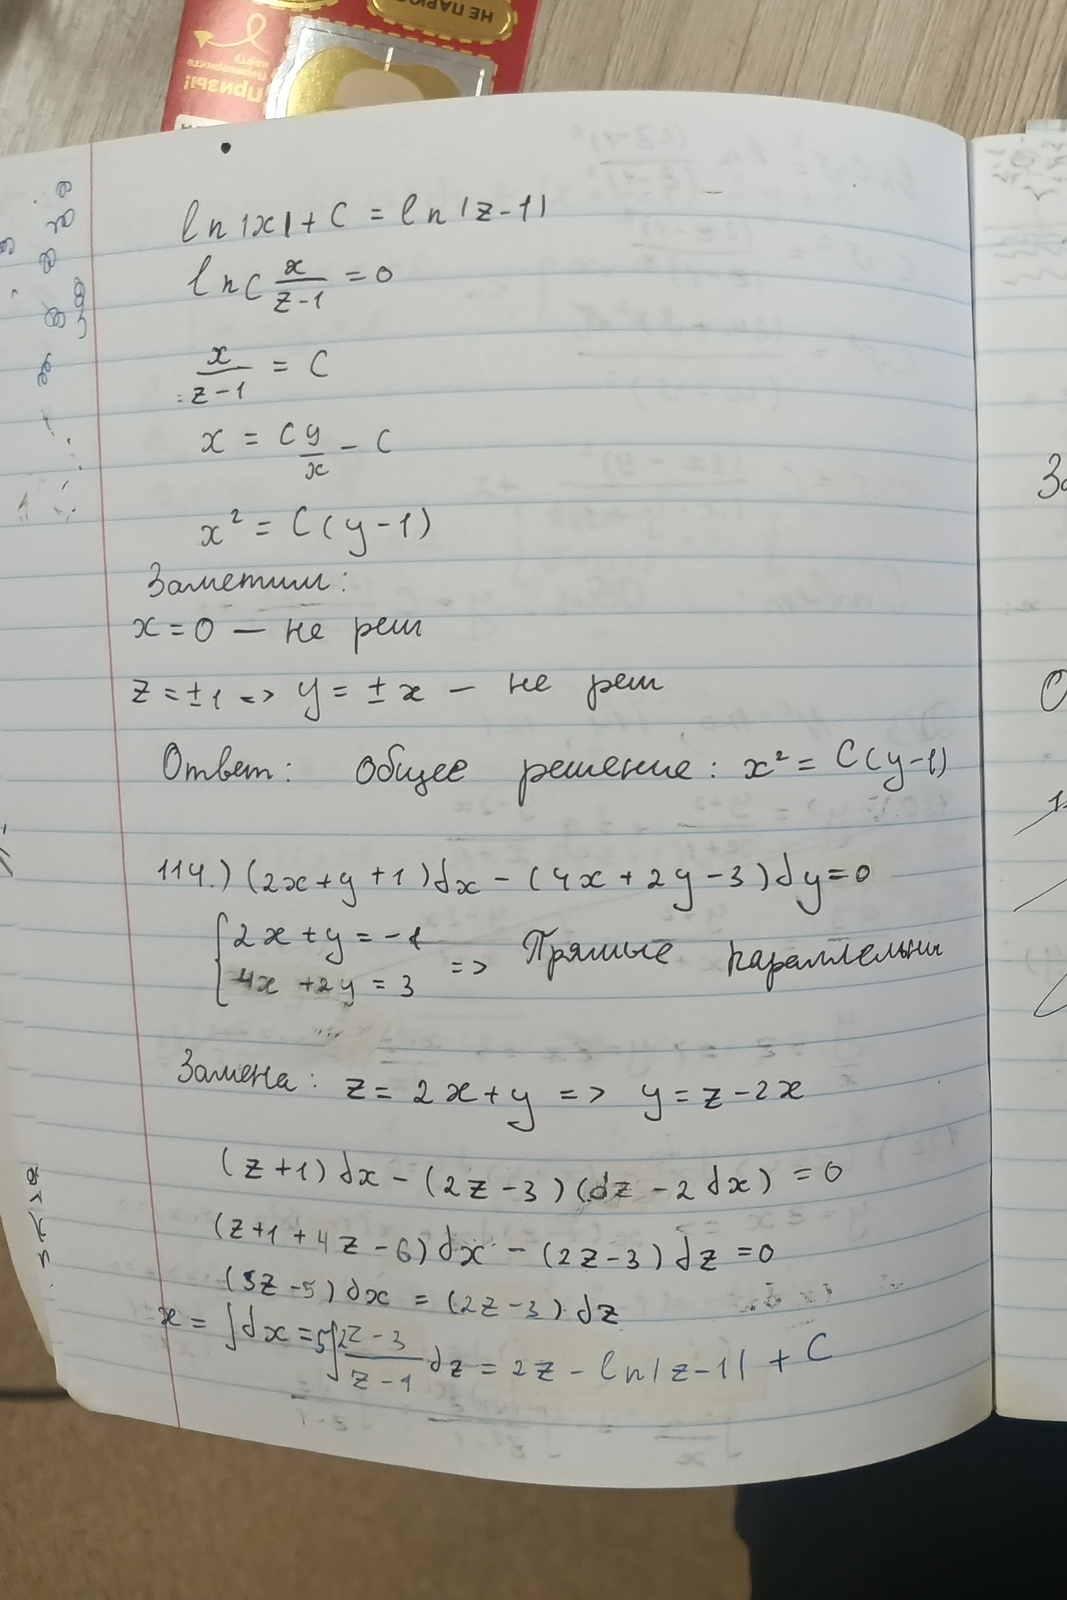 НЕ ПАРЬ
Призы!
ln|x| + C = ln|z-1|
ln C x/(z-1) = 0
x/(z-1) = C
x = C y/x - C
x² = C(y-1)
Заметим:
x = 0 — не реш
z = ±1 => y = ±x — не реш
Ответ: Общее решение: x² = C(y-1)
114.) (2x+y+1)dx - (4x+2y-3)dy=0
{2x+y = -1
4x+2y = 3 => Прямые параллельны
Замена: z = 2x+y => y = z-2x
(z+1)dx - (2z-3)(dz-2dx) = 0
(z+1+4z-6)dx - (2z-3)dz = 0
(5z-5)dx = (2z-3)dz
x = ∫dx = 5∫(2z-3)/(z-1) dz = 2z - ln|z-1| + C